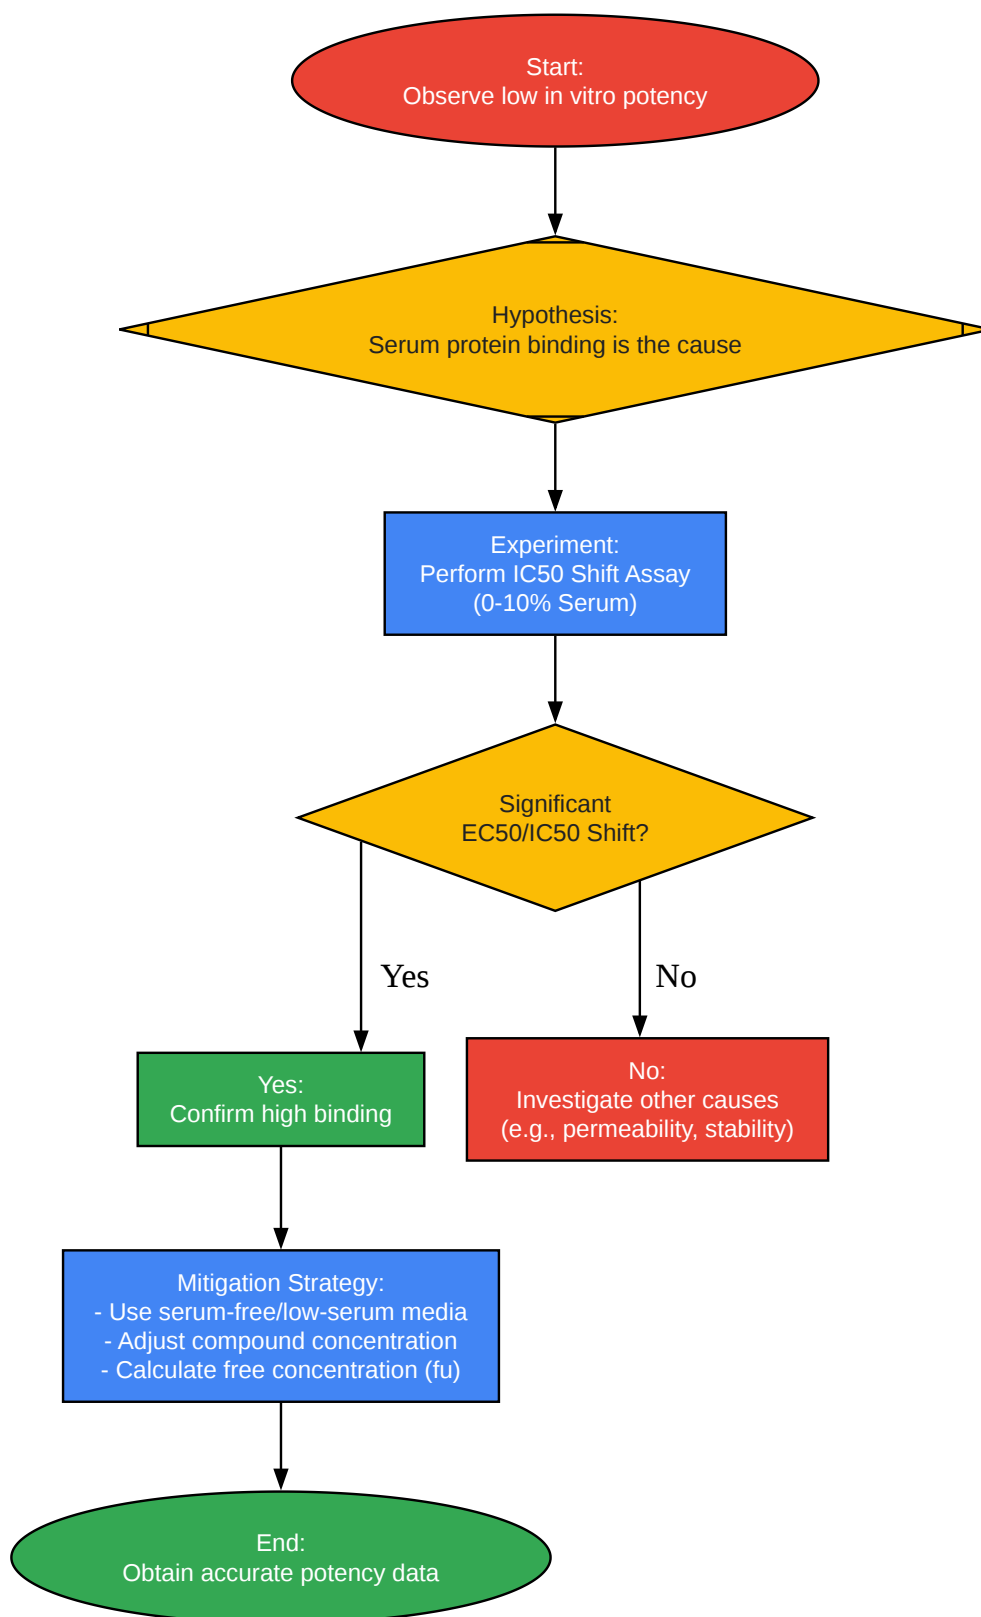 Start:
Observe low in vitro potency
Hypothesis:
Serum protein binding is the cause
Experiment:
Perform IC50 Shift Assay
(0-10% Serum)
Significant
EC50/IC50 Shift?
Yes
No
Yes:
Confirm high binding
No:
Investigate other causes
(e.g., permeability, stability)
Mitigation Strategy:
- Use serum-free/low-serum media
- Adjust compound concentration
- Calculate free concentration (fu)
End:
Obtain accurate potency data